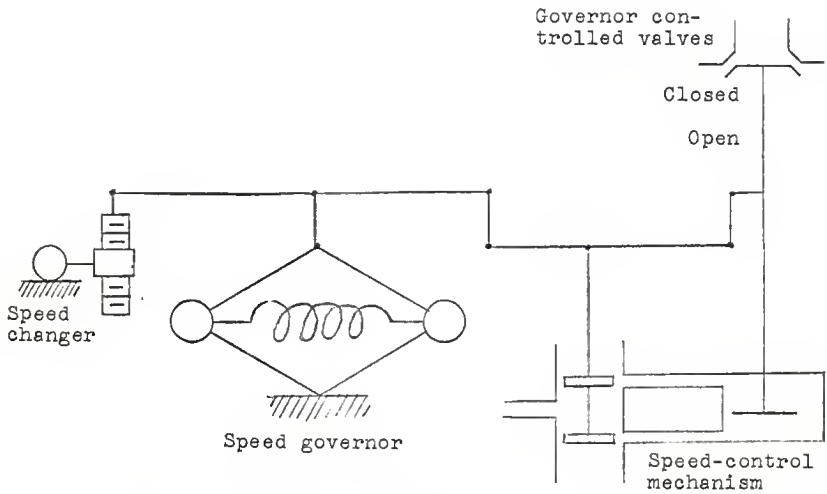 Governor con-
trolled valves
Closed
Open
Speed
changer
Speed governor
Speed-control
mechanism